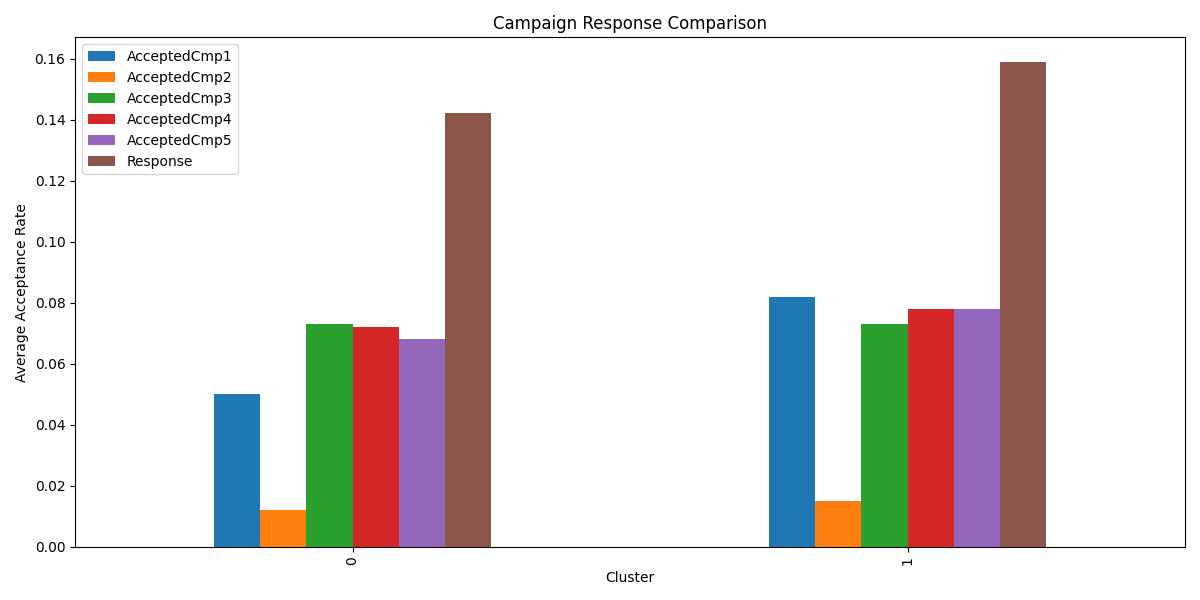 Campaign Response Comparison
AcceptedCmp1
AcceptedCmp2
AcceptedCmp3
AcceptedCmp4
AcceptedCmp5
Response
Average Acceptance Rate
0.16
0.14
0.12
0.10
0.08
0.06
0.04
0.02
0.00
0
1
Cluster